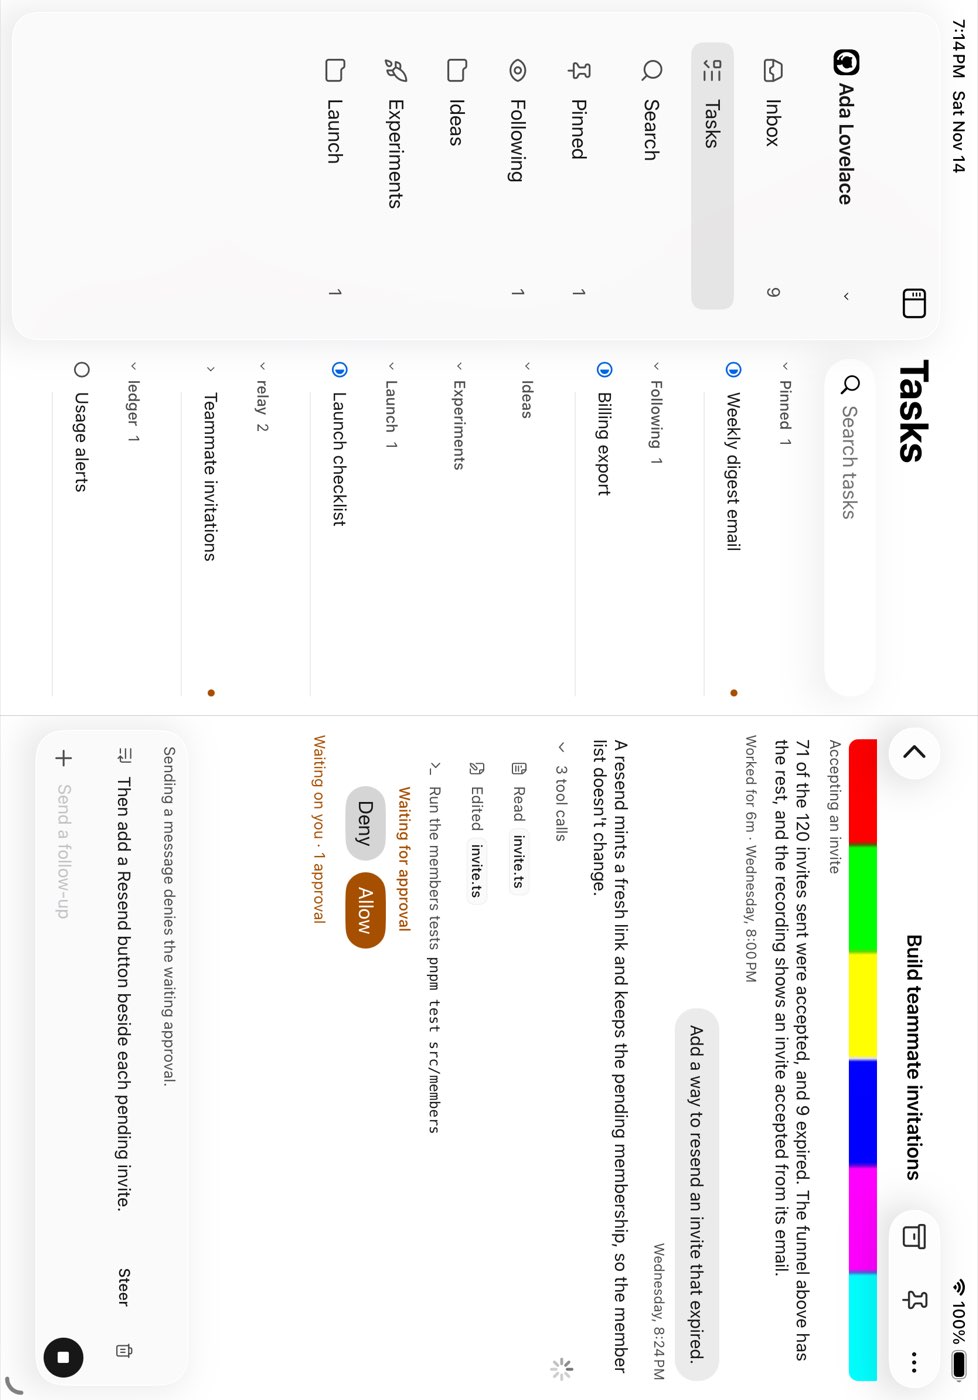 7:14 PM Sat Nov 14
100%
Ada Lovelace
Inbox 9
Tasks
Search
Pinned 1
Following 1
Ideas
Experiments
Launch 1
Tasks
Search tasks
Pinned 1
Weekly digest email
Following 1
Billing export
Ideas
Experiments
Launch 1
Launch checklist
relay 2
Teammate invitations
ledger 1
Usage alerts
Build teammate invitations
Accepting an invite
71 of the 120 invites sent were accepted, and 9 expired. The funnel above has
the rest, and the recording shows an invite accepted from its email.
Worked for 6m · Wednesday, 8:00 PM
Add a way to resend an invite that expired.
Wednesday, 8:24 PM
A resend mints a fresh link and keeps the pending membership, so the member
list doesn't change.
3 tool calls
Read invite.ts
Edited invite.ts
Run the members tests pnpm test src/members
Waiting for approval
Deny Allow
Waiting on you · 1 approval
Sending a message denies the waiting approval.
Then add a Resend button beside each pending invite. Steer
Send a follow-up